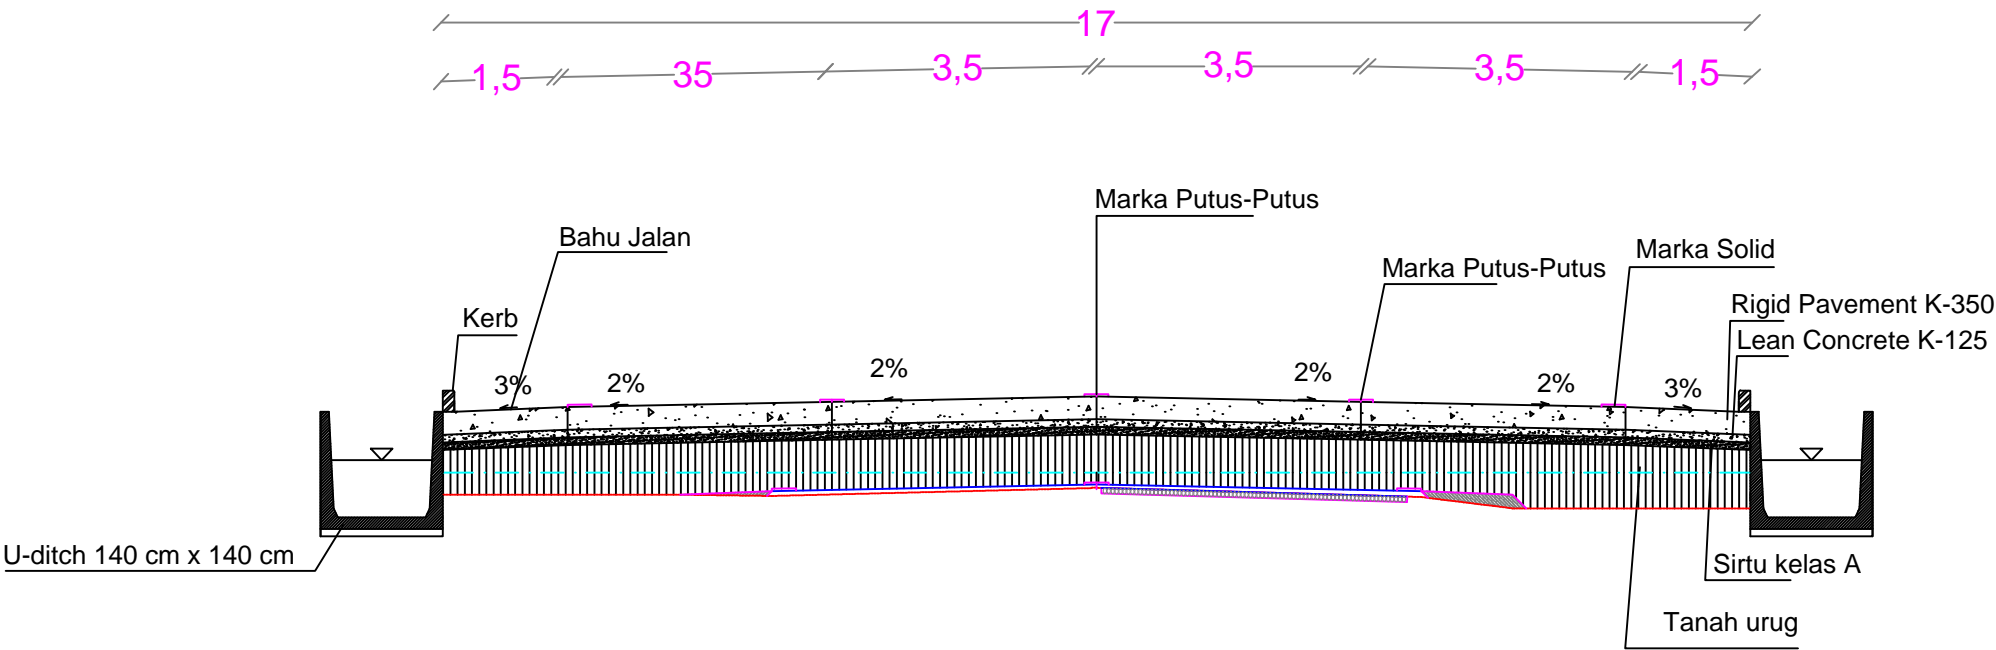 17
1,5 35 3,5 3,5 3,5 1,5
Marka Putus-Putus
Bahu Jalan
Marka Solid
Marka Putus-Putus
Rigid Pavement K-350
Kerb
Lean Concrete K-125
3% 2% 2% 2% 2% 3%
U-ditch 140 cm x 140 cm
Sirtu kelas A
Tanah urug